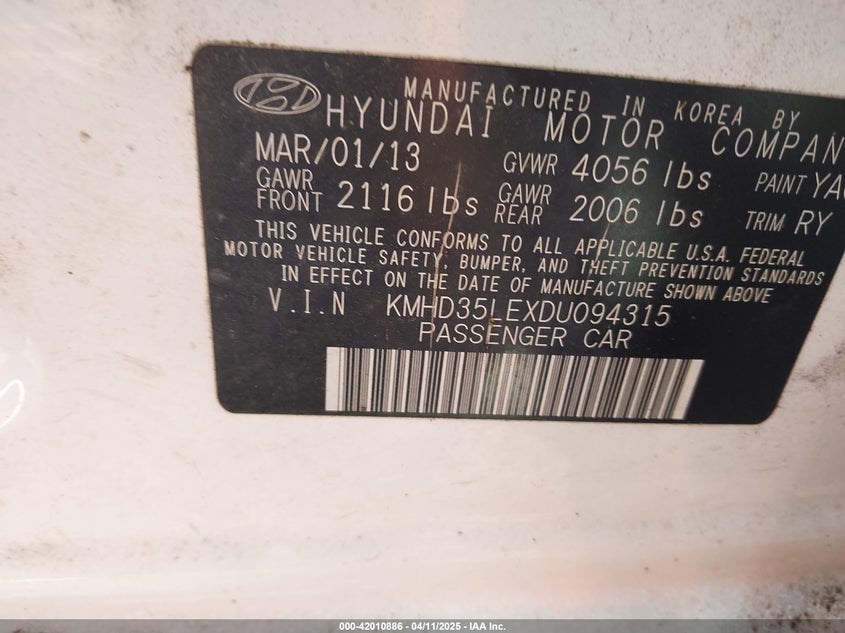 MANUFACTURED IN KOREA BY
HYUNDAI MOTOR COMPAN
MAR/01/13 GVWR 4056 lbs PAINT
GAWR FRONT 2116 lbs GAWR REAR 2006 lbs TRIM RY
THIS VEHICLE CONFORMS TO ALL APPLICABLE U.S.A. FEDERAL
MOTOR VEHICLE SAFETY, BUMPER, AND THEFT PREVENTION STANDARDS
IN EFFECT ON THE DATE OF MANUFACTURE SHOWN ABOVE
V.I.N KMHD35LEXDU094315
PASSENGER CAR
000-42010886 - 04/11/2025 - IAA Inc.